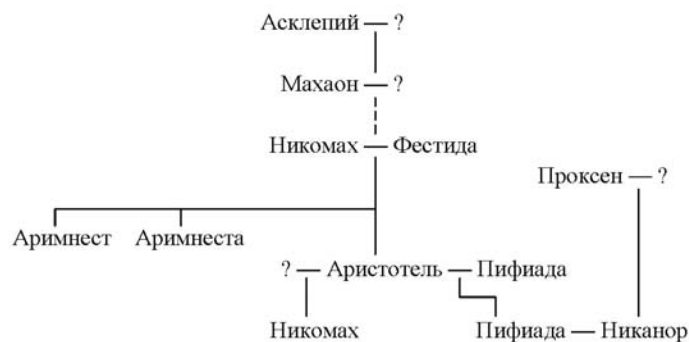 Асклепий — ?
Махаон — ?
Никомах — Фестида
Проксен — ?
Аримнест Аримнеста
? — Аристотель — Пифиада
Никомах Пифиада — Никанор